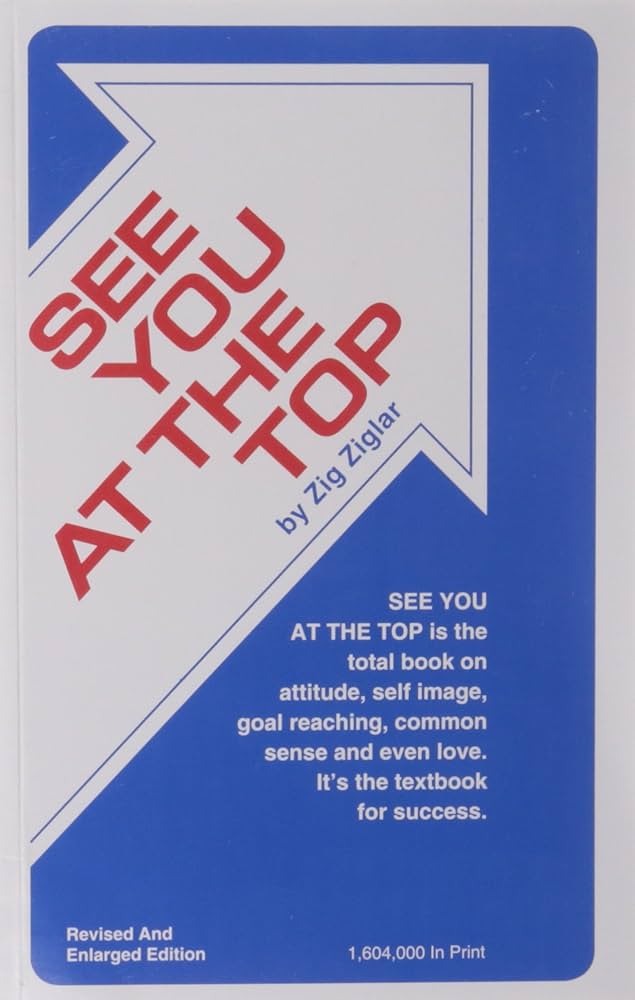 SEE
YOU
AT THE
TOP
by Zig Ziglar
SEE YOU
AT THE TOP is the
total book on
attitude, self image,
goal reaching, common
sense and even love.
It's the textbook
for success.
Revised And
Enlarged Edition
1,604,000 In Print